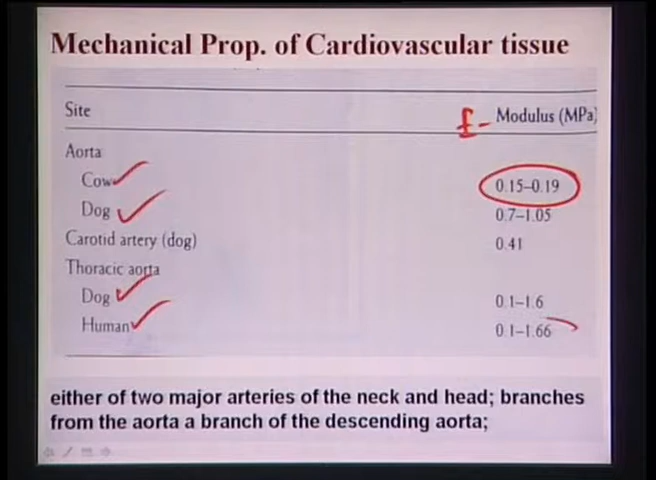 Mechanical Prop. of Cardiovascular tissue
Site E- Modulus (MPa)
Aorta
Cow 0.15–0.19
Dog 0.7–1.05
Carotid artery (dog) 0.41
Thoracic aorta
Dog 0.1–1.6
Human 0.1–1.66
either of two major arteries of the neck and head; branches
from the aorta a branch of the descending aorta;